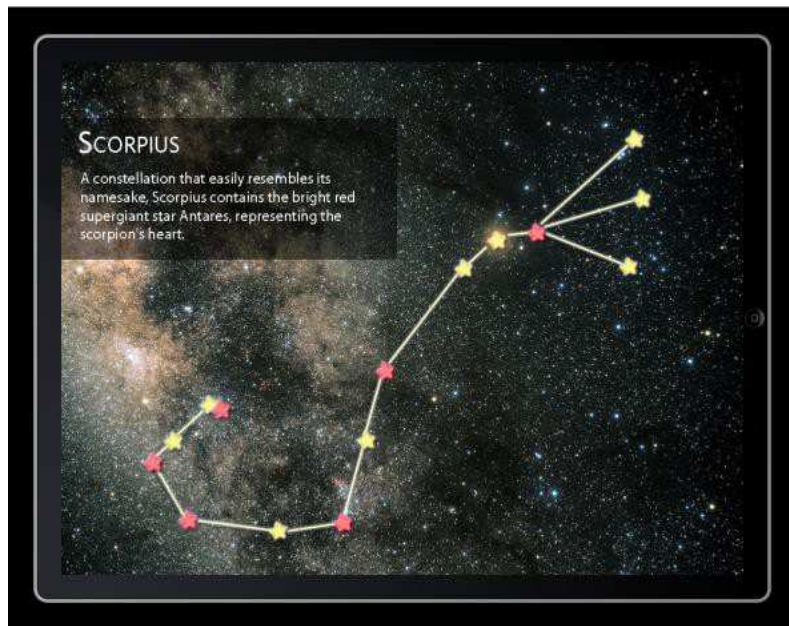 SCORPIUS
A constellation that easily resembles its
namesake, Scorpius contains the bright red
supergiant star Antares, representing the
scorpion's heart.